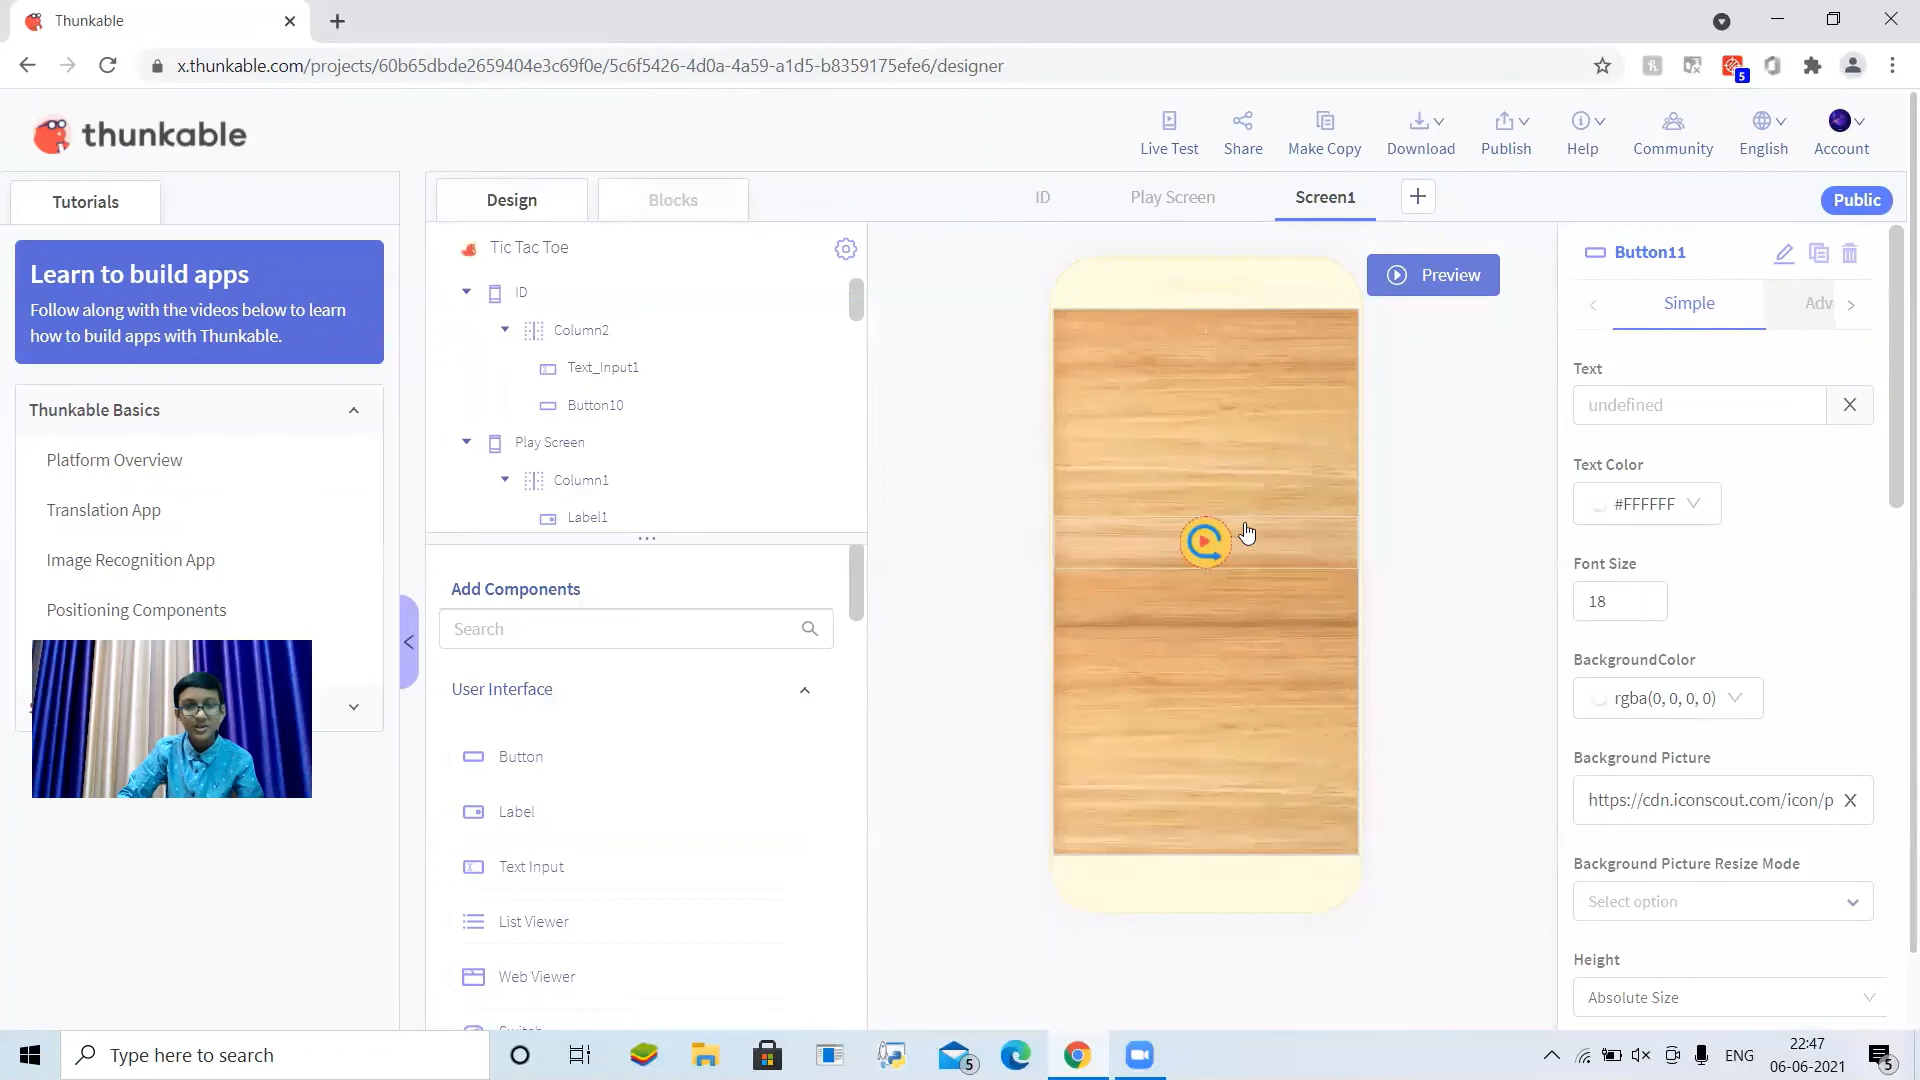 Thunkable
x.thunkable.com/projects/60b65dbde2659404e3c69f0e/5c6f5426-4d0a-4a59-a1d5-b8359175efe6/designer
5
thunkable
Live Test
Share
Make Copy
Download
Publish
Help
Community
English
Account
Tutorials
Design
Blocks
ID
Play Screen
Screen1
Public
Learn to build apps
Follow along with the videos below to learn
how to build apps with Thunkable.
Thunkable Basics
Platform Overview
Translation App
Image Recognition App
Positioning Components
Tic Tac Toe
ID
Column2
Text_Input1
Button10
Play Screen
Column1
Label1
Add Components
Search
User Interface
Button
Label
Text Input
List Viewer
Web Viewer
Switch
Preview
Button11
Simple
Adv
Text
undefined
Text Color
#FFFFFF
Font Size
18
BackgroundColor
rgba(0, 0, 0, 0)
Background Picture
https://cdn.iconscout.com/icon/p
Background Picture Resize Mode
Select option
Height
Absolute Size
Type here to search
5
ENG
22:47
06-06-2021
5